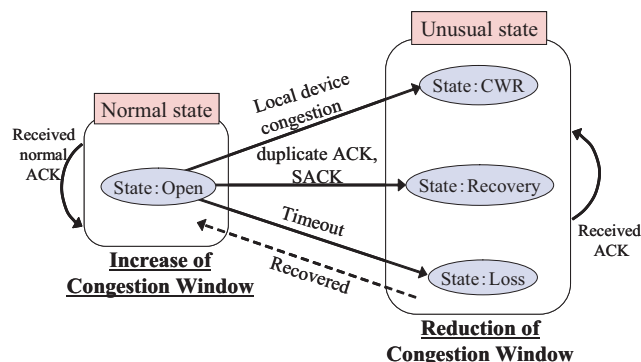 Unusual state
State:CWR
Local device
congestion
Normal state
Received
normal
ACK
duplicate ACK,
SACK
State:Open
State:Recovery
Timeout
Received
ACK
Increase of
Congestion Window
Recovered
State:Loss
Reduction of
Congestion Window